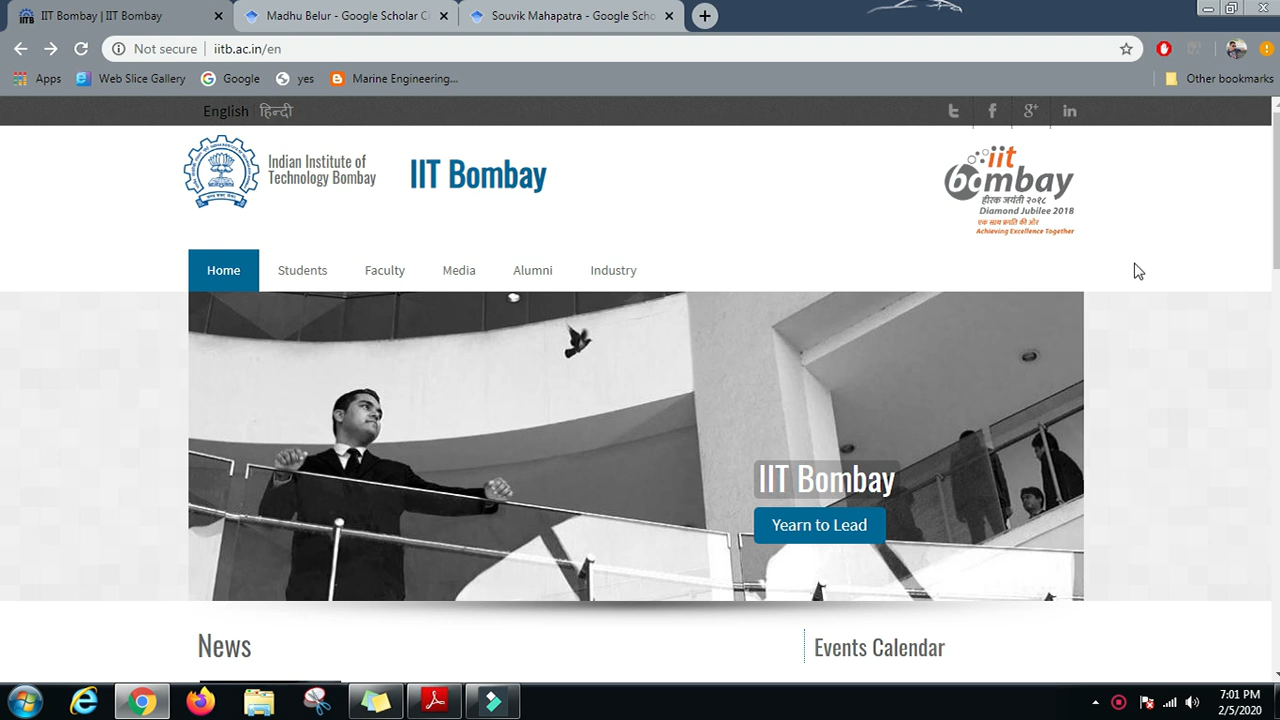 IIT Bombay | IIT Bombay
Madhu Belur - Google Scholar C
Souvik Mahapatra - Google Scho
Not secure
iitb.ac.in/en
Apps
Web Slice Gallery
Google
yes
Marine Engineering...
Other bookmarks
English
हिन्दी
Indian Institute of
Technology Bombay
IIT Bombay
iit
bombay
हीरक जयंती २०१८
Diamond Jubilee 2018
एक साथ प्रगति की ओर
Achieving Excellence Together
Home
Students
Faculty
Media
Alumni
Industry
IIT Bombay
Yearn to Lead
News
Events Calendar
7:01 PM
2/5/2020